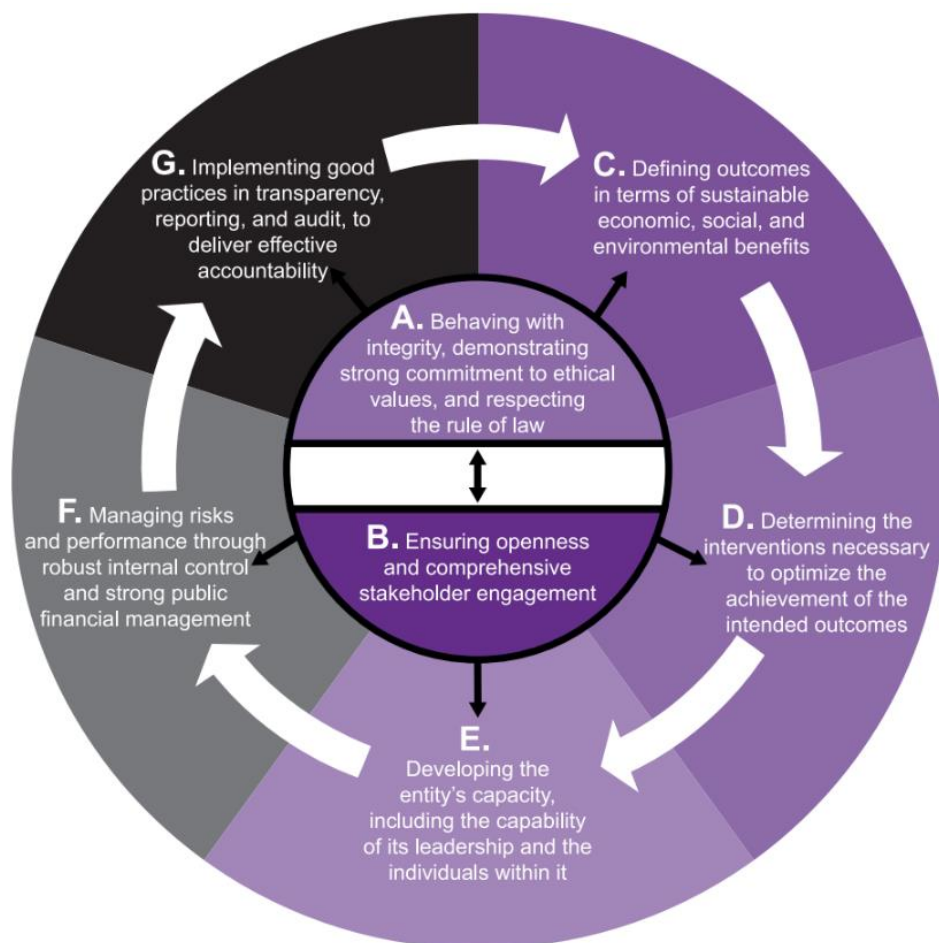 A. Behaving with
integrity, demonstrating
strong commitment to ethical
values, and respecting
the rule of law
B. Ensuring openness
and comprehensive
stakeholder engagement
C. Defining outcomes
in terms of sustainable
economic, social, and
environmental benefits
D. Determining the
interventions necessary
to optimize the
achievement of the
intended outcomes
E.
Developing the
entity’s capacity,
including the capability
of its leadership and the
individuals within it
F. Managing risks
and performance through
robust internal control
and strong public
financial management
G. Implementing good
practices in transparency,
reporting, and audit, to
deliver effective
accountability